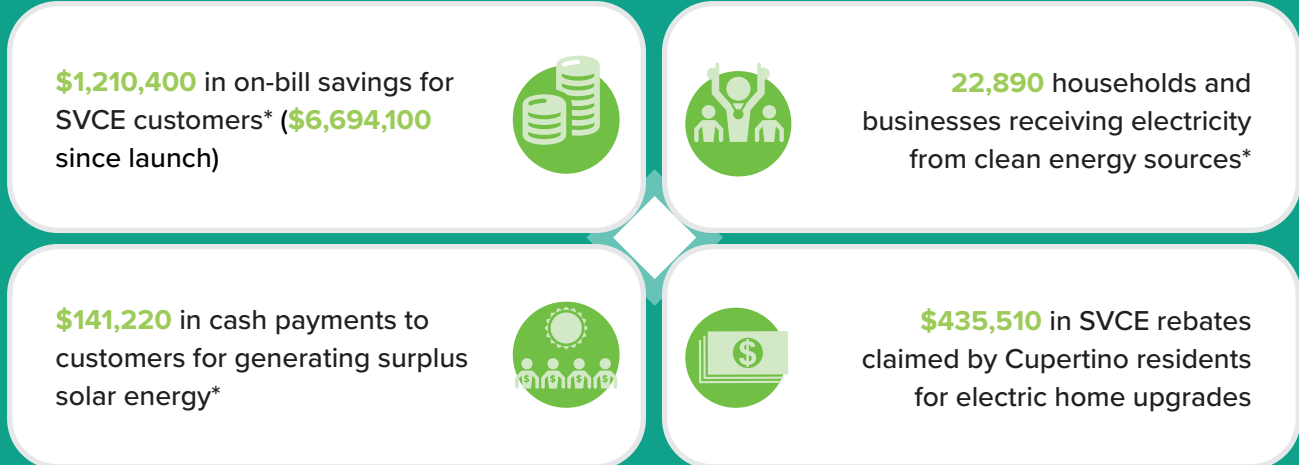 $1,210,400 in on-bill savings for
SVCE customers* ($6,694,100
since launch)
22,890 households and
businesses receiving electricity
from clean energy sources*
$141,220 in cash payments to
customers for generating surplus
solar energy*
$435,510 in SVCE rebates
claimed by Cupertino residents
for electric home upgrades